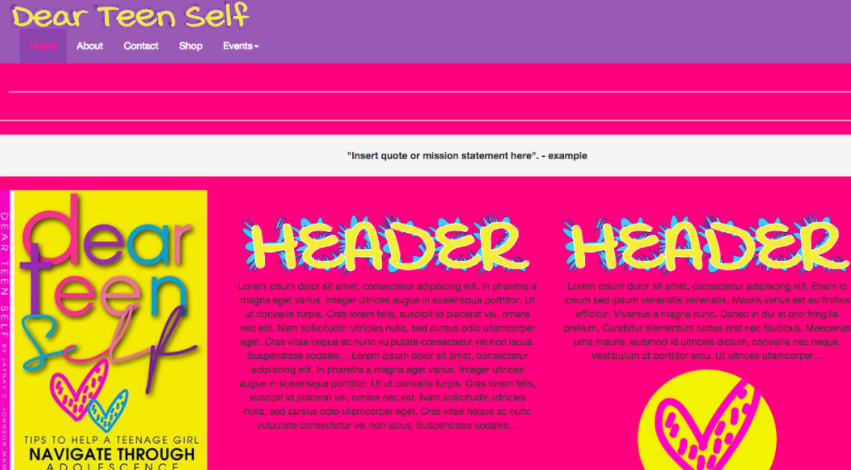 Dear Teen Self
Home About Contact Shop Events
"Insert quote or mission statement here". - example
DEAR TEEN SELF BY
dear
teen
self
TIPS TO HELP A TEENAGE GIRL
NAVIGATE THROUGH
ADOLESCENCE
HEADER
Lorem ipsum dolor sit amet, consectetur adipiscing elit. In pharetra a
magna eget varius. Integer ultrices augue in scelerisque porttitor. Ut
ut convallis turpis. Cras lorem felis, suscipit id placerat vel, ornare
nec est. Nam sollicitudin ultricies nulla, sed cursus odio ullamcorper
eget. Cras vitae neque ac nunc vulputate consectetur vel non lacus.
Suspendisse sodales... Lorem ipsum dolor sit amet, consectetur
adipiscing elit. In pharetra a magna eget varius. Integer ultrices
augue in scelerisque porttitor. Ut ut convallis turpis. Cras lorem felis,
suscipit id placerat vel, ornare nec est. Nam sollicitudin ultricies
nulla, sed cursus odio ullamcorper eget. Cras vitae neque ac nunc
vulputate consectetur vel non lacus. Suspendisse sodales...
HEADER
Lorem ipsum dolor sit amet, consectetur adipiscing elit. Etiam id
ipsum sed ipsum venenatis venenatis. Mauris varius est eu finibus
efficitur. Vivamus a magna nunc. Donec in dui at orci fringilla
pretium. Curabitur elementum luctus erat nec faucibus. Maecenas
urna mauris, euismod id ultricies dictum, convallis nec neque.
Vestibulum at porttitor arcu. Ut ultrices ullamcorper...